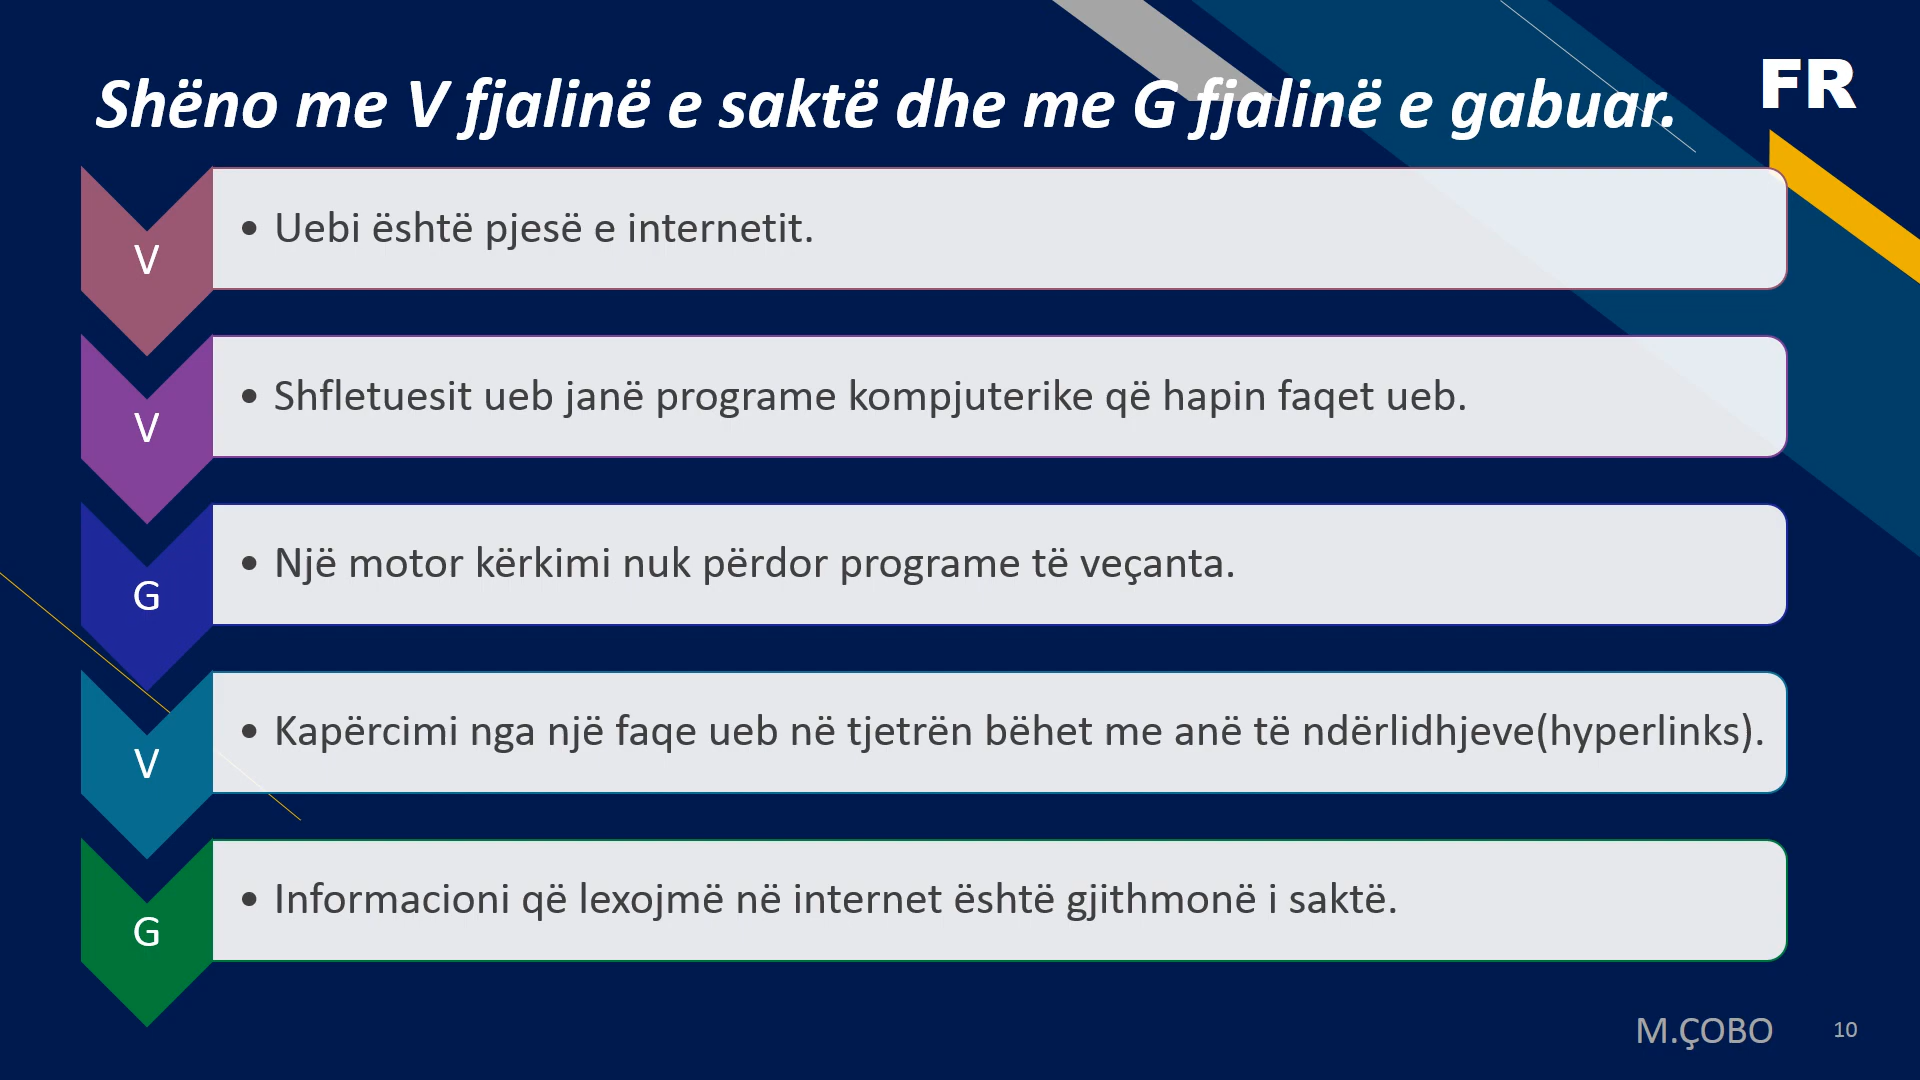 Shëno me V fjalinë e saktë dhe me G fjalinë e gabuar.
FR
V
• Uebi është pjesë e internetit.
V
• Shfletuesit ueb janë programe kompjuterike që hapin faqet ueb.
G
• Një motor kërkimi nuk përdor programe të veçanta.
V
• Kapërcimi nga një faqe ueb në tjetrën bëhet me anë të ndërlidhjeve(hyperlinks).
G
• Informacioni që lexojmë në internet është gjithmonë i saktë.
M.ÇOBO
10